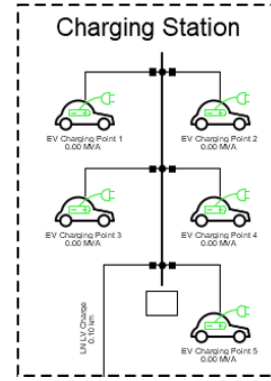 Charging Station
EV Charging Point 1
0.00 MVA
EV Charging Point 2
0.00 MVA
EV Charging Point 3
0.00 MVA
EV Charging Point 4
0.00 MVA
LN LV Charge
0.10 km
EV Charging Point 5
0.00 MVA